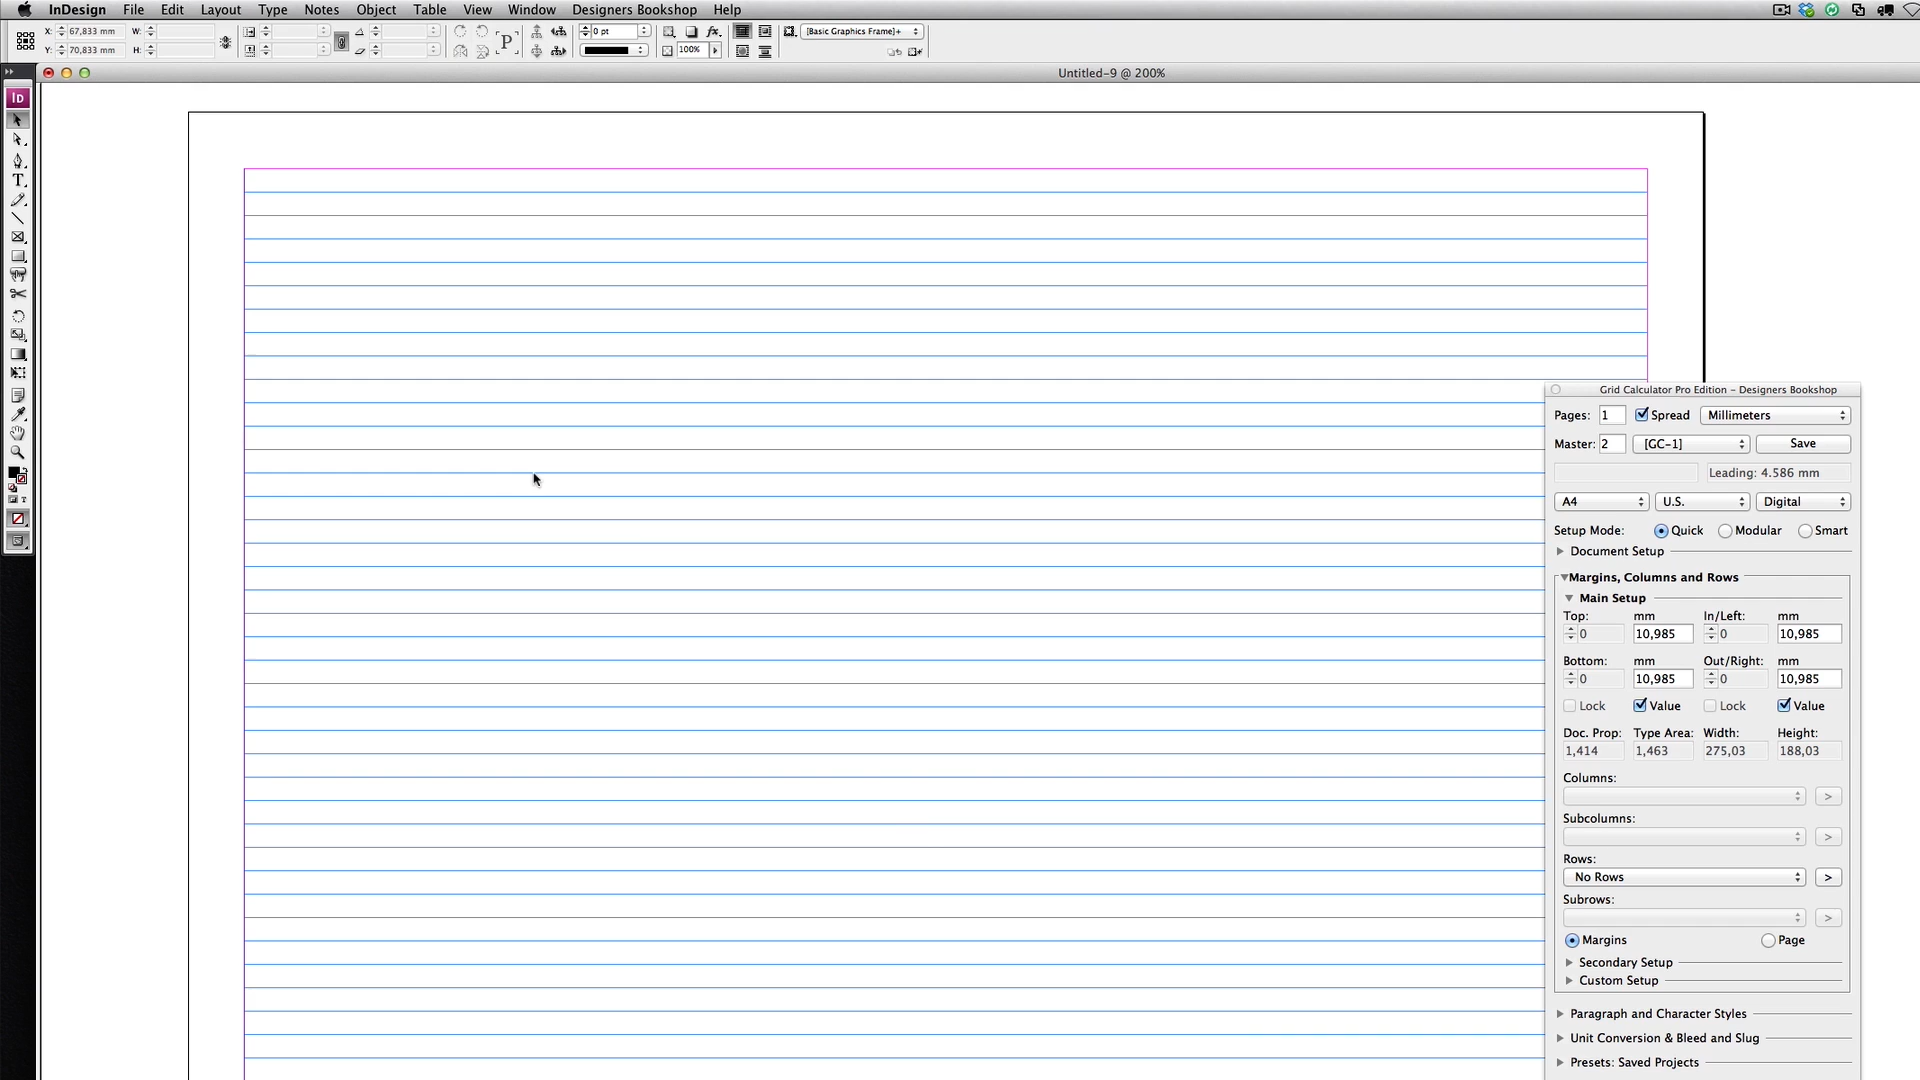 InDesign File Edit Layout Type Notes Object Table View Window Designers Bookshop Help
X: 67,833 mm W: 0 pt [Basic Graphics Frame]+
Y: 70,833 mm H: P 100%
Untitled-9 @ 200%
Id
T
Grid Calculator Pro Edition - Designers Bookshop
Pages: 1 Spread Millimeters
Master: 2 [GC-1] Save
Leading: 4.586 mm
A4 U.S. Digital
Setup Mode: Quick Modular Smart
Document Setup
Margins, Columns and Rows
Main Setup
Top: mm In/Left: mm
0 10,985 0 10,985
Bottom: mm Out/Right: mm
0 10,985 0 10,985
Lock Value Lock Value
Doc. Prop: Type Area: Width: Height:
1,414 1,463 275,03 188,03
Columns:
>
Subcolumns:
>
Rows:
No Rows >
Subrows:
>
Margins Page
Secondary Setup
Custom Setup
Paragraph and Character Styles
Unit Conversion & Bleed and Slug
Presets: Saved Projects